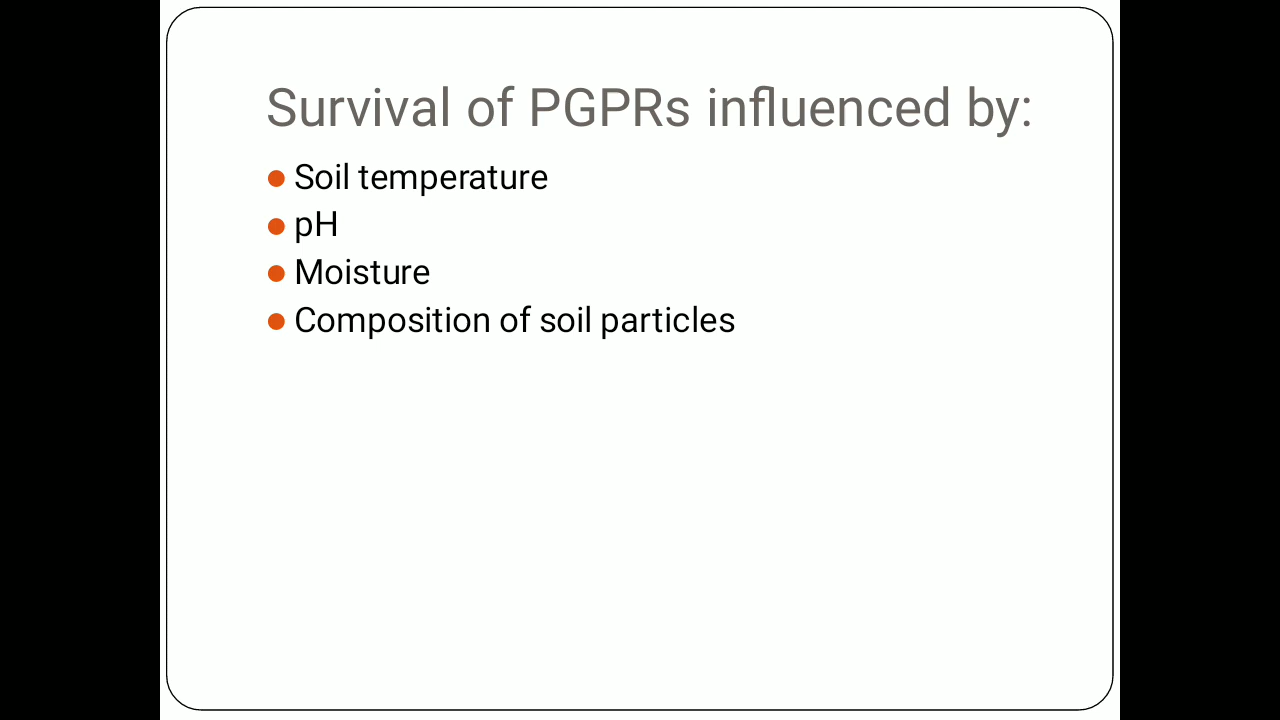 Survival of PGPRs influenced by:
Soil temperature
pH
Moisture
Composition of soil particles